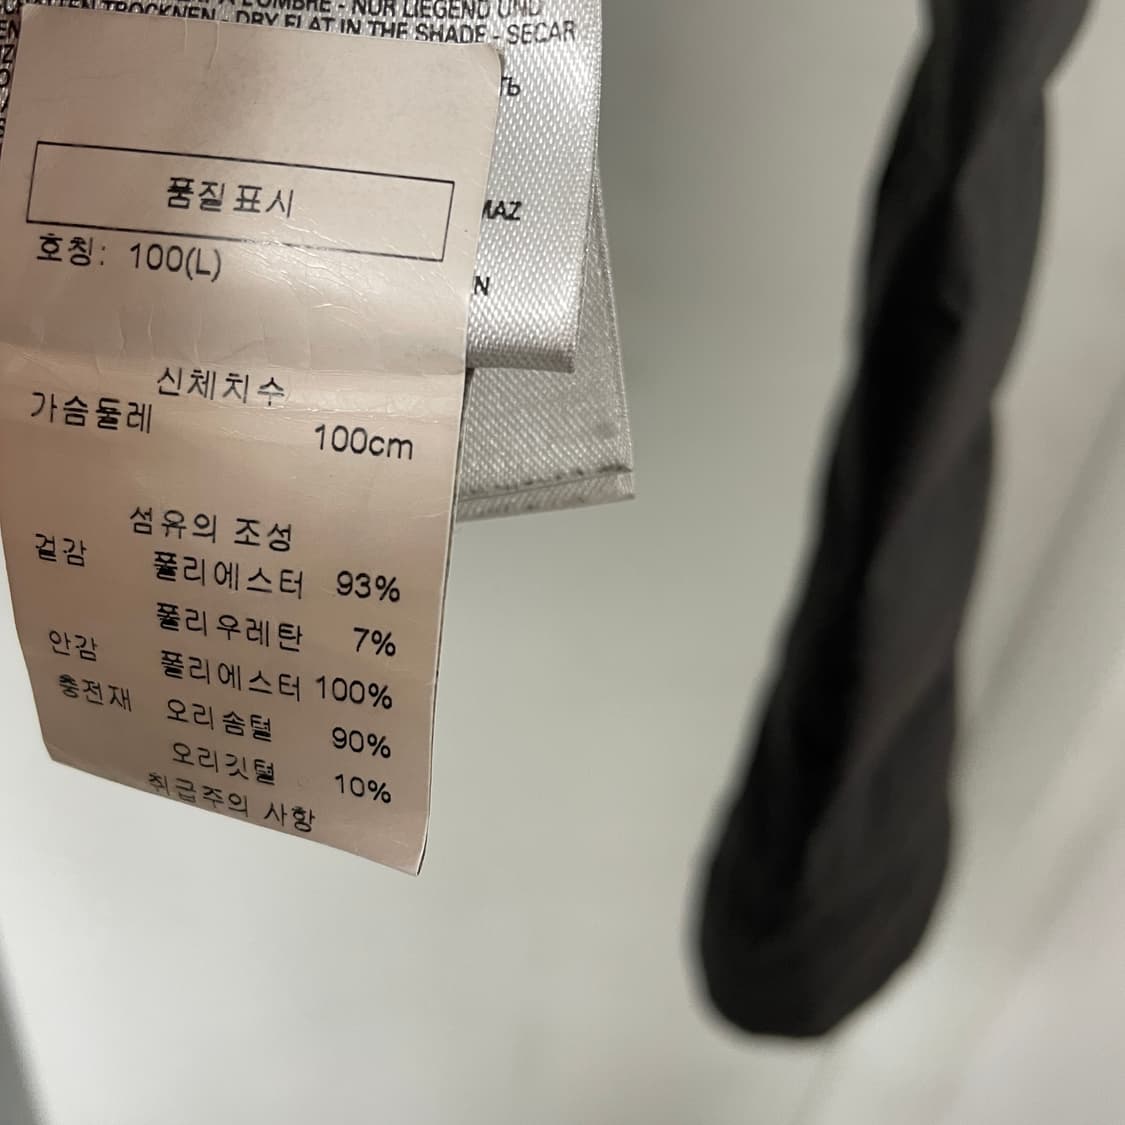 L'OMBRE - NUR LIEGEND UND
TROCKNEN - DRY FLAT IN THE SHADE - SECAR
품질표시
호칭: 100(L)
신체치수
가슴둘레 100cm
섬유의 조성
겉감 폴리에스터 93%
폴리우레탄 7%
안감 폴리에스터 100%
충전재 오리솜털 90%
오리깃털 10%
취급주의 사항